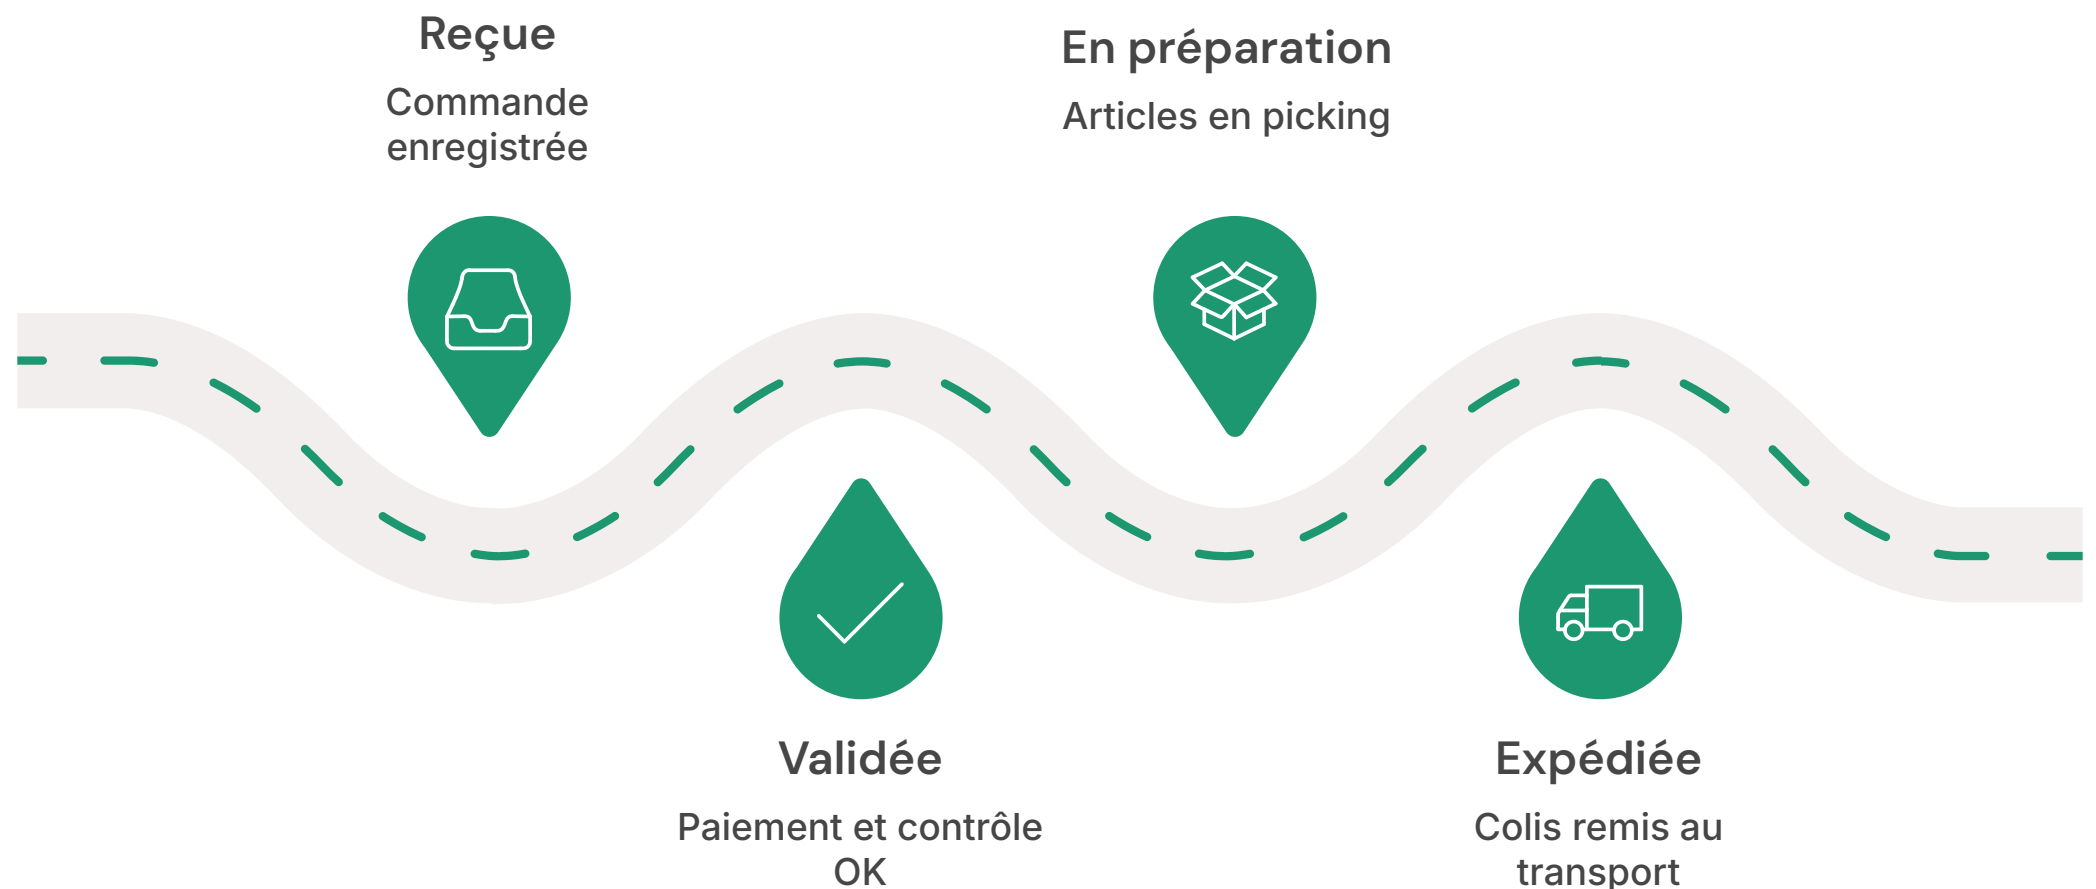 Reçue
Commande
enregistrée
Validée
Paiement et contrôle
OK
En préparation
Articles en picking
Expédiée
Colis remis au
transport